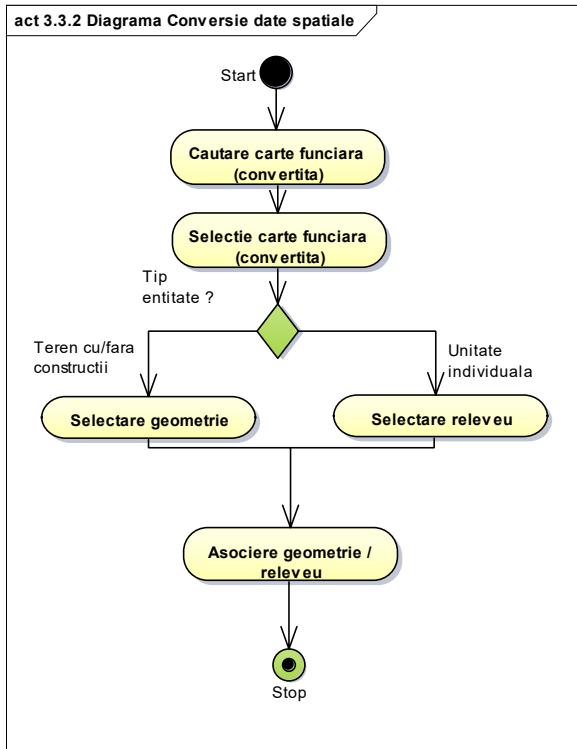 act 3.3.2 Diagrama Conversie date spatiale
Start
Cautare carte funciara
(convertita)
Selectie carte funciara
(convertita)
Tip
entitate ?
Teren cu/fara
constructii
Unitate
individuala
Selectare geometrie
Selectare releveu
Asociere geometrie /
releveu
Stop